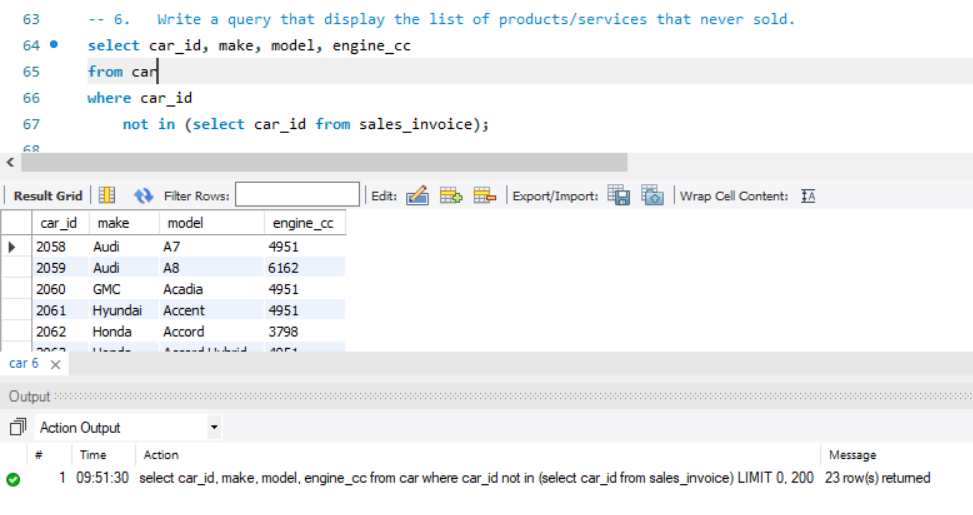 63 -- 6. Write a query that display the list of products/services that never sold.
64 select car_id, make, model, engine_cc
65 from car
66 where car_id
67 not in (select car_id from sales_invoice);
68
Result Grid Filter Rows: Edit: Export/Import: Wrap Cell Content:
car_id make model engine_cc
2058 Audi A7 4951
2059 Audi A8 6162
2060 GMC Acadia 4951
2061 Hyundai Accent 4951
2062 Honda Accord 3798
2063 Honda Accord Hybrid 4951
car 6
Output
Action Output
# Time Action Message
1 09:51:30 select car_id, make, model, engine_cc from car where car_id not in (select car_id from sales_invoice) LIMIT 0, 200 23 row(s) returned